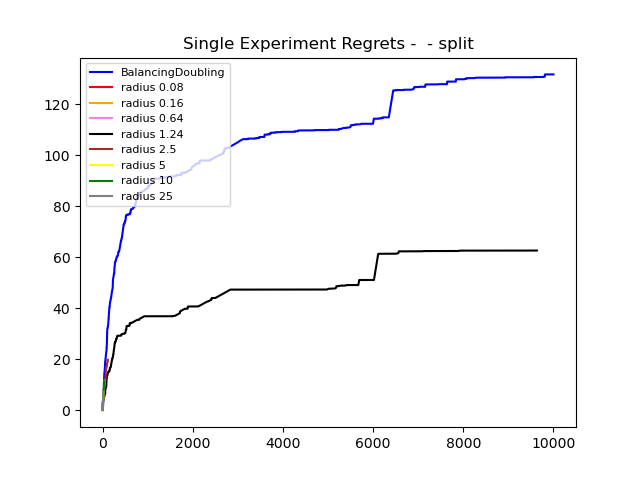 Single Experiment Regrets -  - split
BalancingDoubling
radius 0.08
radius 0.16
radius 0.64
radius 1.24
radius 2.5
radius 5
radius 10
radius 25
120
100
80
60
40
20
0
0 2000 4000 6000 8000 10000